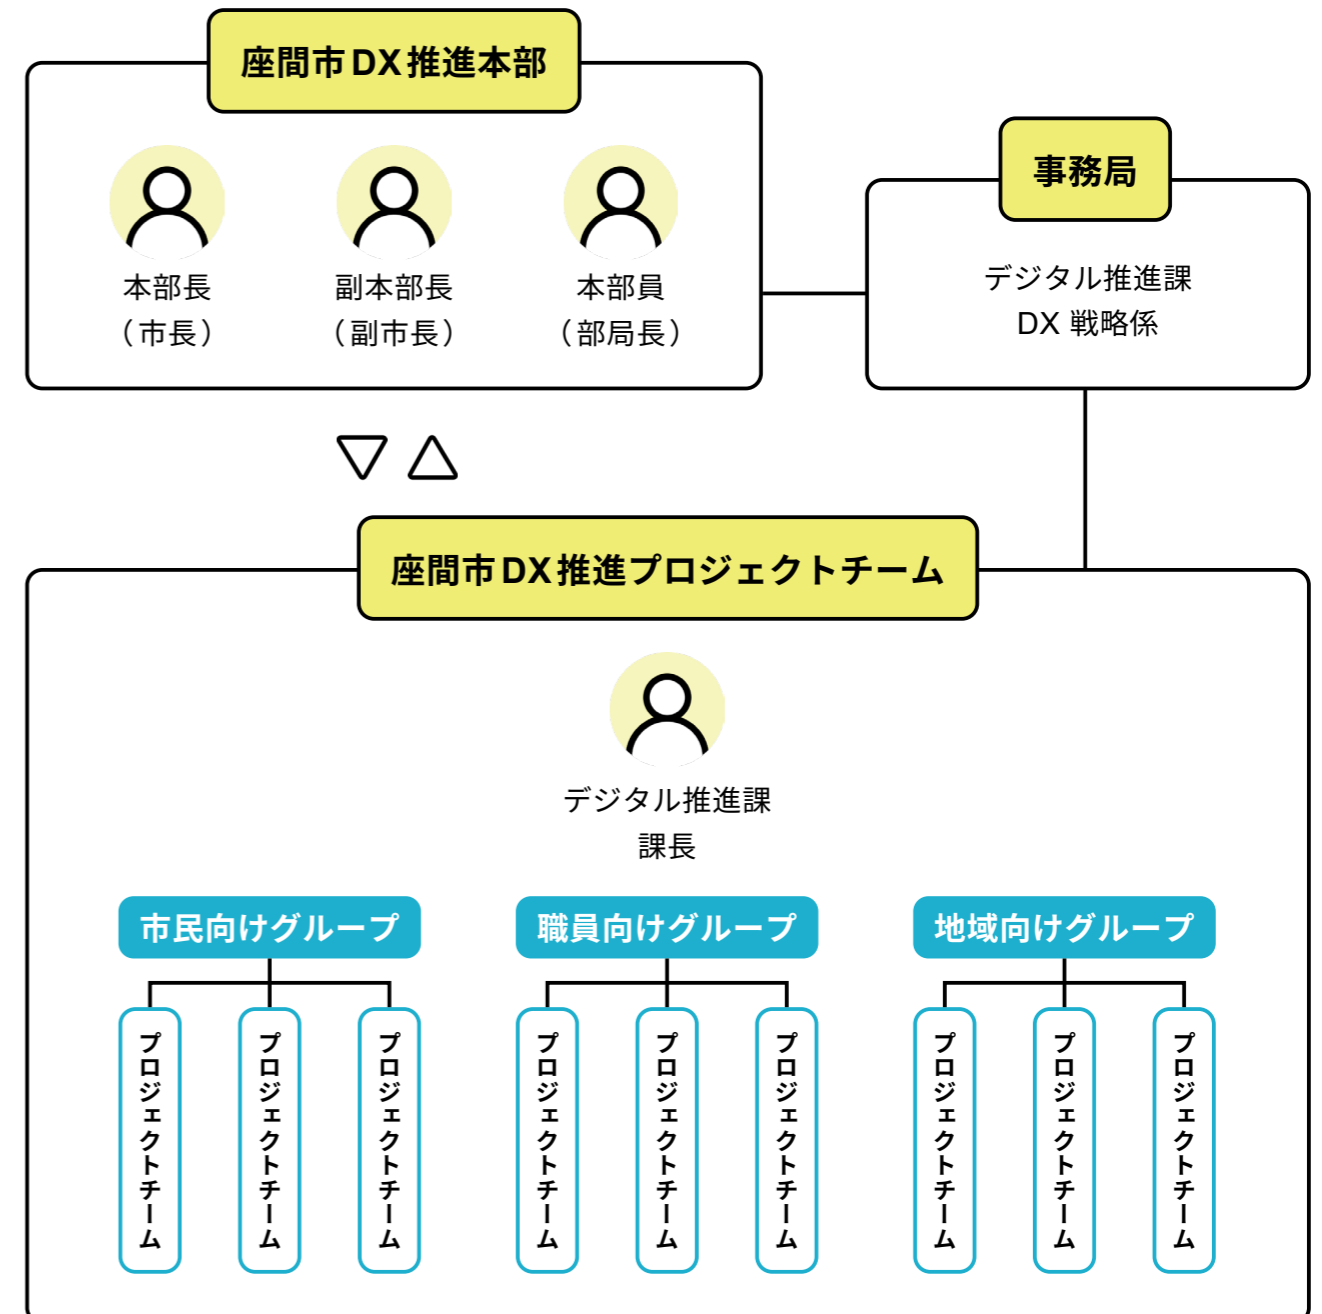 座間市DX推進本部
本部長
（市長）
副本部長
（副市長）
本部員
（部局長）
事務局
デジタル推進課
DX 戦略係
座間市DX推進プロジェクトチーム
デジタル推進課
課長
市民向けグループ
プロジェクトチーム
プロジェクトチーム
プロジェクトチーム
職員向けグループ
プロジェクトチーム
プロジェクトチーム
プロジェクトチーム
地域向けグループ
プロジェクトチーム
プロジェクトチーム
プロジェクトチーム